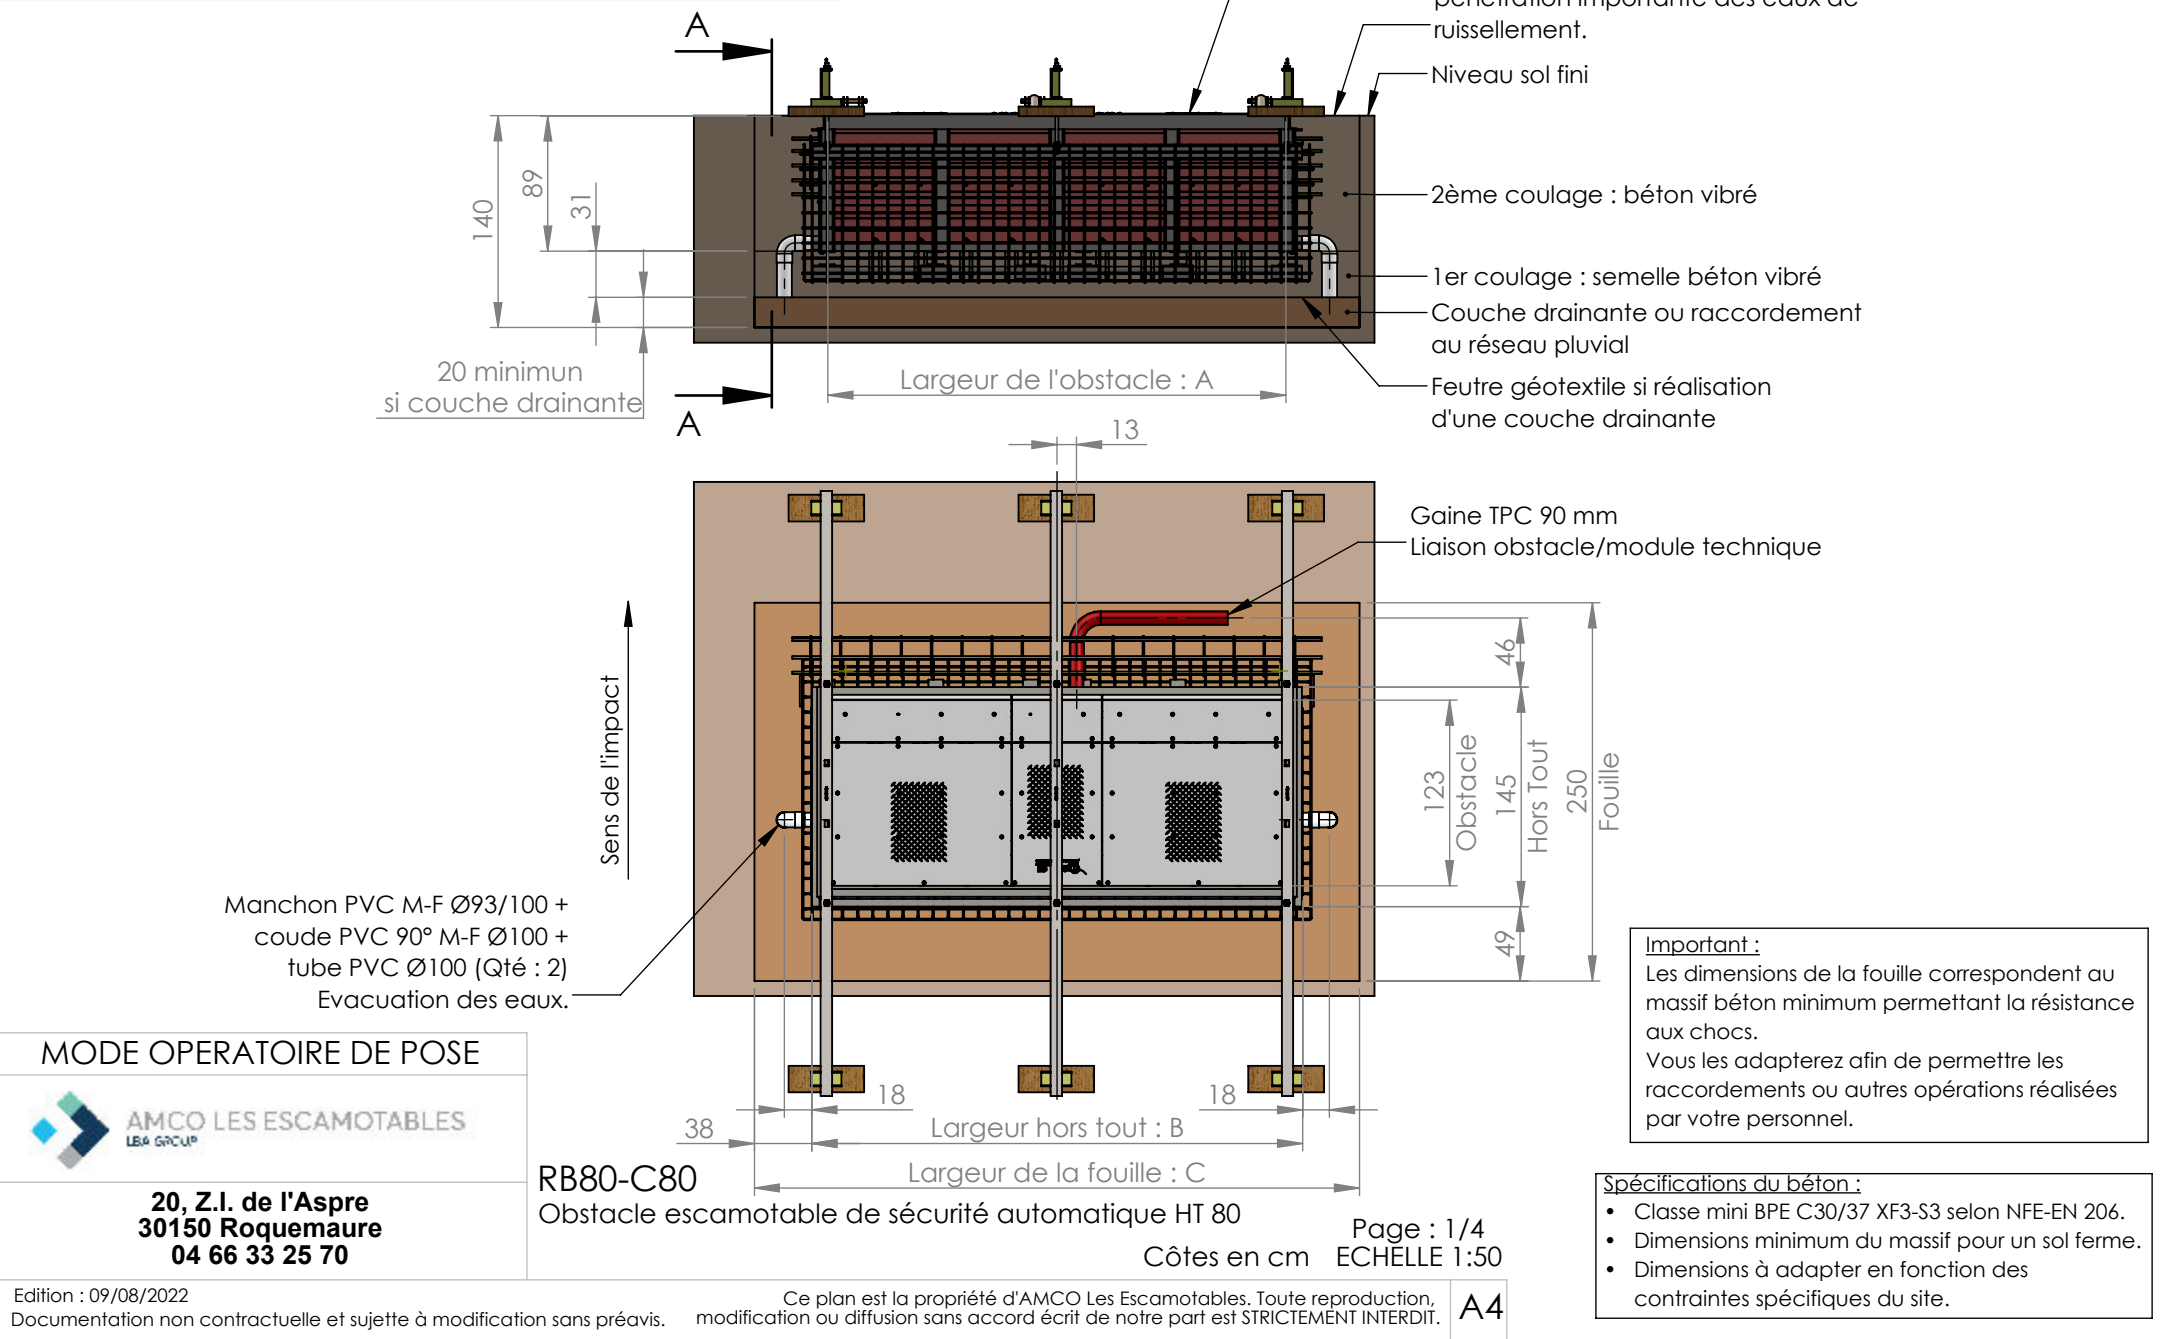 pénétration importante des eaux de
ruissellement.
Niveau sol fini
A
89
31
140
2ème coulage : béton vibré
1er coulage : semelle béton vibré
Couche drainante ou raccordement
au réseau pluvial
Feutre géotextile si réalisation
d'une couche drainante
20 minimun
si couche drainante
Largeur de l'obstacle : A
A
13
Gaine TPC 90 mm
Liaison obstacle/module technique
Sens de l'impact
46
123
Obstacle
145
Hors Tout
250
Fouille
49
Manchon PVC M-F Ø93/100 +
coude PVC 90° M-F Ø100 +
tube PVC Ø100 (Qté : 2)
Evacuation des eaux.
18
18
38
Largeur hors tout : B
Largeur de la fouille : C
Important :
Les dimensions de la fouille correspondent au
massif béton minimum permettant la résistance
aux chocs.
Vous les adapterez afin de permettre les
raccordements ou autres opérations réalisées
par votre personnel.
Spécifications du béton :
• Classe mini BPE C30/37 XF3-S3 selon NFE-EN 206.
• Dimensions minimum du massif pour un sol ferme.
• Dimensions à adapter en fonction des
contraintes spécifiques du site.
MODE OPERATOIRE DE POSE
AMCO LES ESCAMOTABLES
LBA GROUP
20, Z.I. de l'Aspre
30150 Roquemaure
04 66 33 25 70
RB80-C80
Obstacle escamotable de sécurité automatique HT 80
Page : 1/4
Côtes en cm ECHELLE 1:50
Edition : 09/08/2022
Documentation non contractuelle et sujette à modification sans préavis.
Ce plan est la propriété d'AMCO Les Escamotables. Toute reproduction,
modification ou diffusion sans accord écrit de notre part est STRICTEMENT INTERDIT.
A4